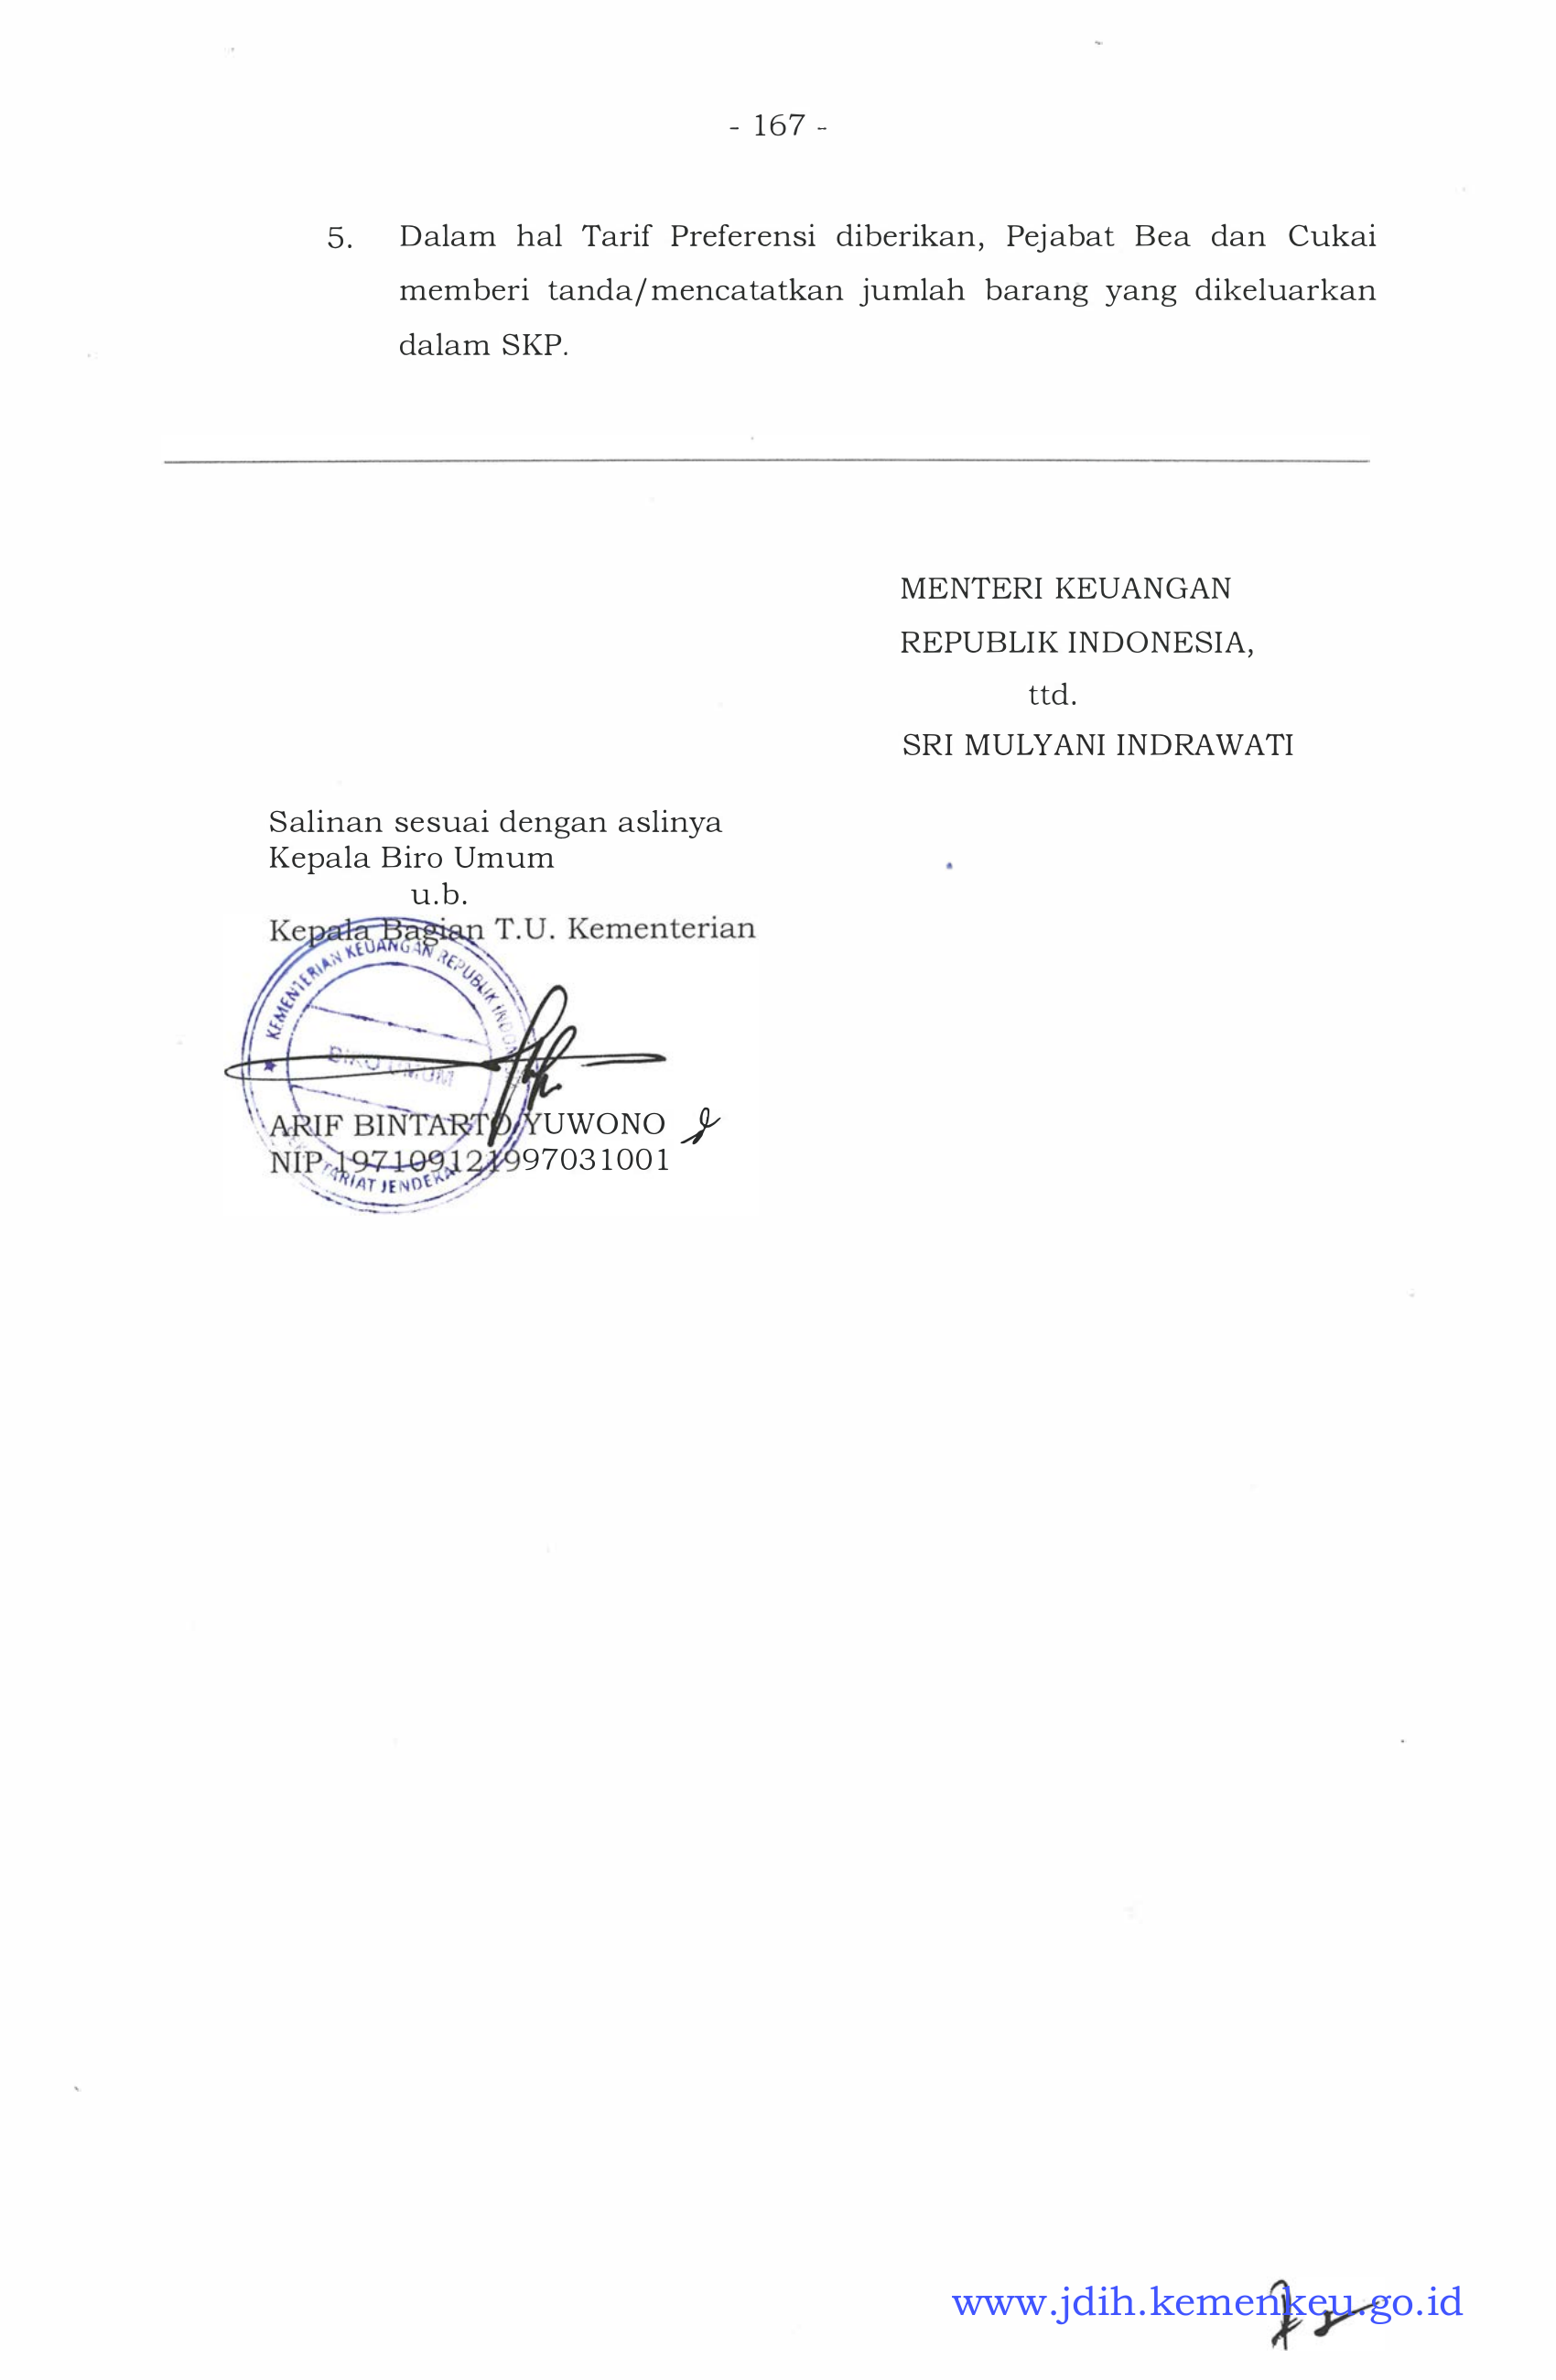 - 167 -
5. Dalam hal Tarif Preferensi diberikan, Pejabat Bea dan Cukai
memberi tanda/mencatatkan jumlah barang yang dikeluarkan
dalam SKP.
MENTERI KEUANGAN
REPUBLIK INDONESIA,
ttd.
SRI MULYANI INDRAWATI
Salinan sesuai dengan aslinya
Kepala Biro Umum
u.b.
Kepala Bagian T.U. Kementerian
KEMENTERIAN KEUANGAN REPUBLIK INDONESIA
BIRO UMUM
ARIF BINTARTO YUWONO
NIP 197109121997031001
SEKRETARIAT JENDERAL
www.jdih.kemenkeu.go.id